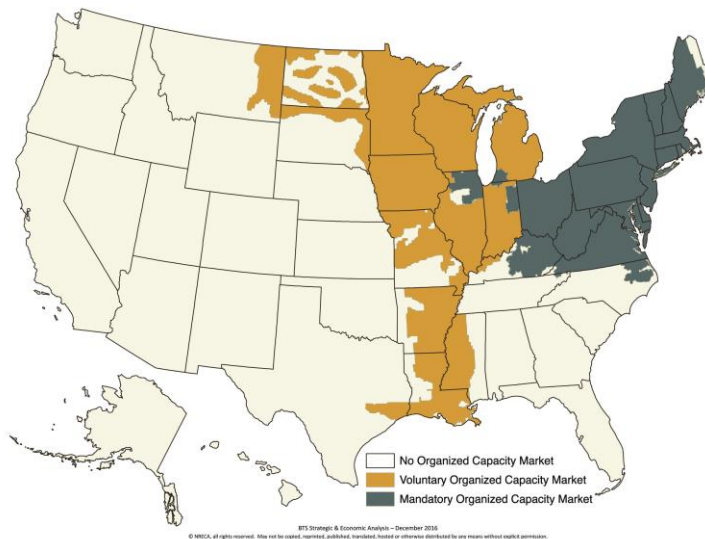 No Organized Capacity Market
Voluntary Organized Capacity Market
Mandatory Organized Capacity Market
BTS Strategic & Economic Analysis – December 2016
© NRECA, all rights reserved. May not be copied, reprinted, published, translated, hosted or otherwise distributed by any means without explicit permission.